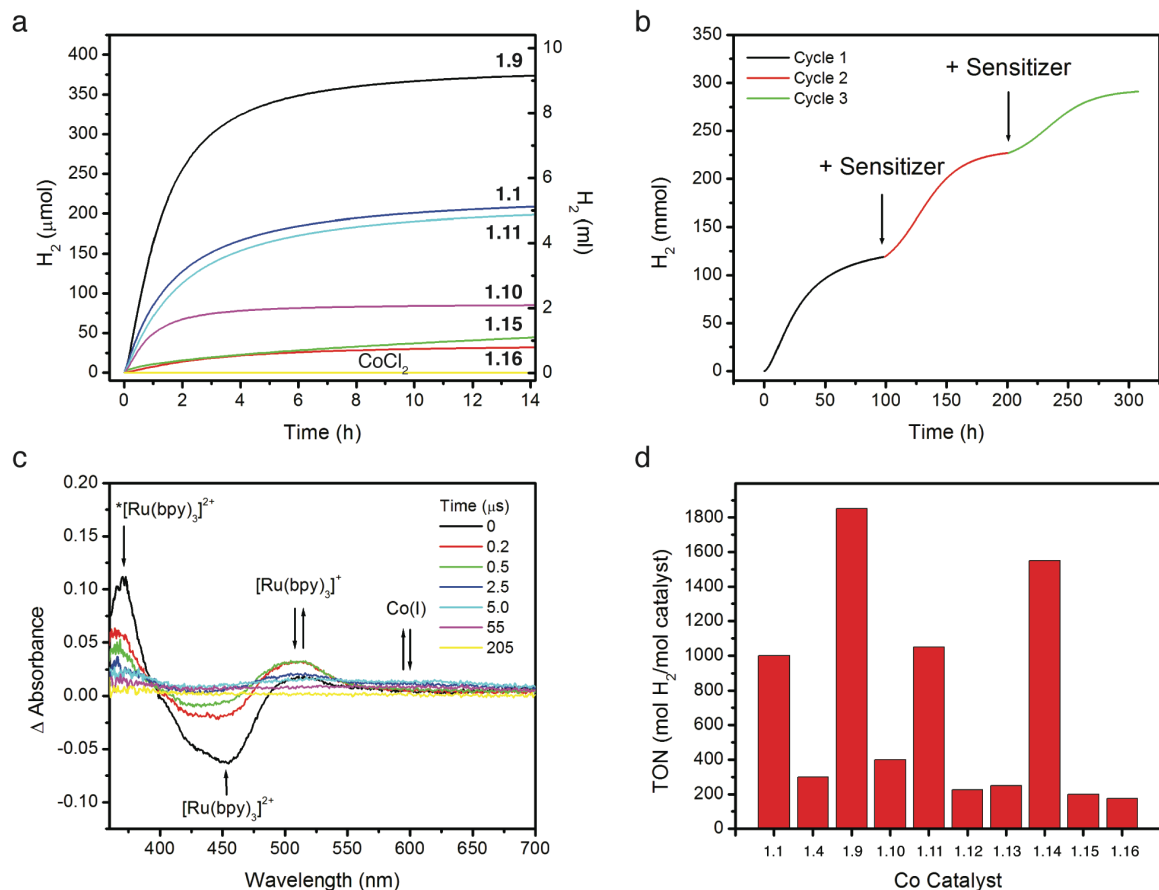 a
400
350
300
250
200
150
100
50
0
H₂ (μmol)
10
8
6
4
2
0
H₂ (ml)
1.9
1.1
1.11
1.10
1.15
CoCl₂
1.16
0 2 4 6 8 10 12 14
Time (h)
b
350
300
250
200
150
100
50
0
H₂ (mmol)
Cycle 1
Cycle 2
Cycle 3
+ Sensitizer
+ Sensitizer
0 50 100 150 200 250 300
Time (h)
c
0.20
0.15
0.10
0.05
0.00
-0.05
-0.10
Δ Absorbance
*[Ru(bpy)₃]²⁺
[Ru(bpy)₃]⁺
Co(I)
[Ru(bpy)₃]²⁺
Time (μs)
0
0.2
0.5
2.5
5.0
55
205
400 450 500 550 600 650 700
Wavelength (nm)
d
1800
1600
1400
1200
1000
800
600
400
200
0
TON (mol H₂/mol catalyst)
1.1 1.4 1.9 1.10 1.11 1.12 1.13 1.14 1.15 1.16
Co Catalyst